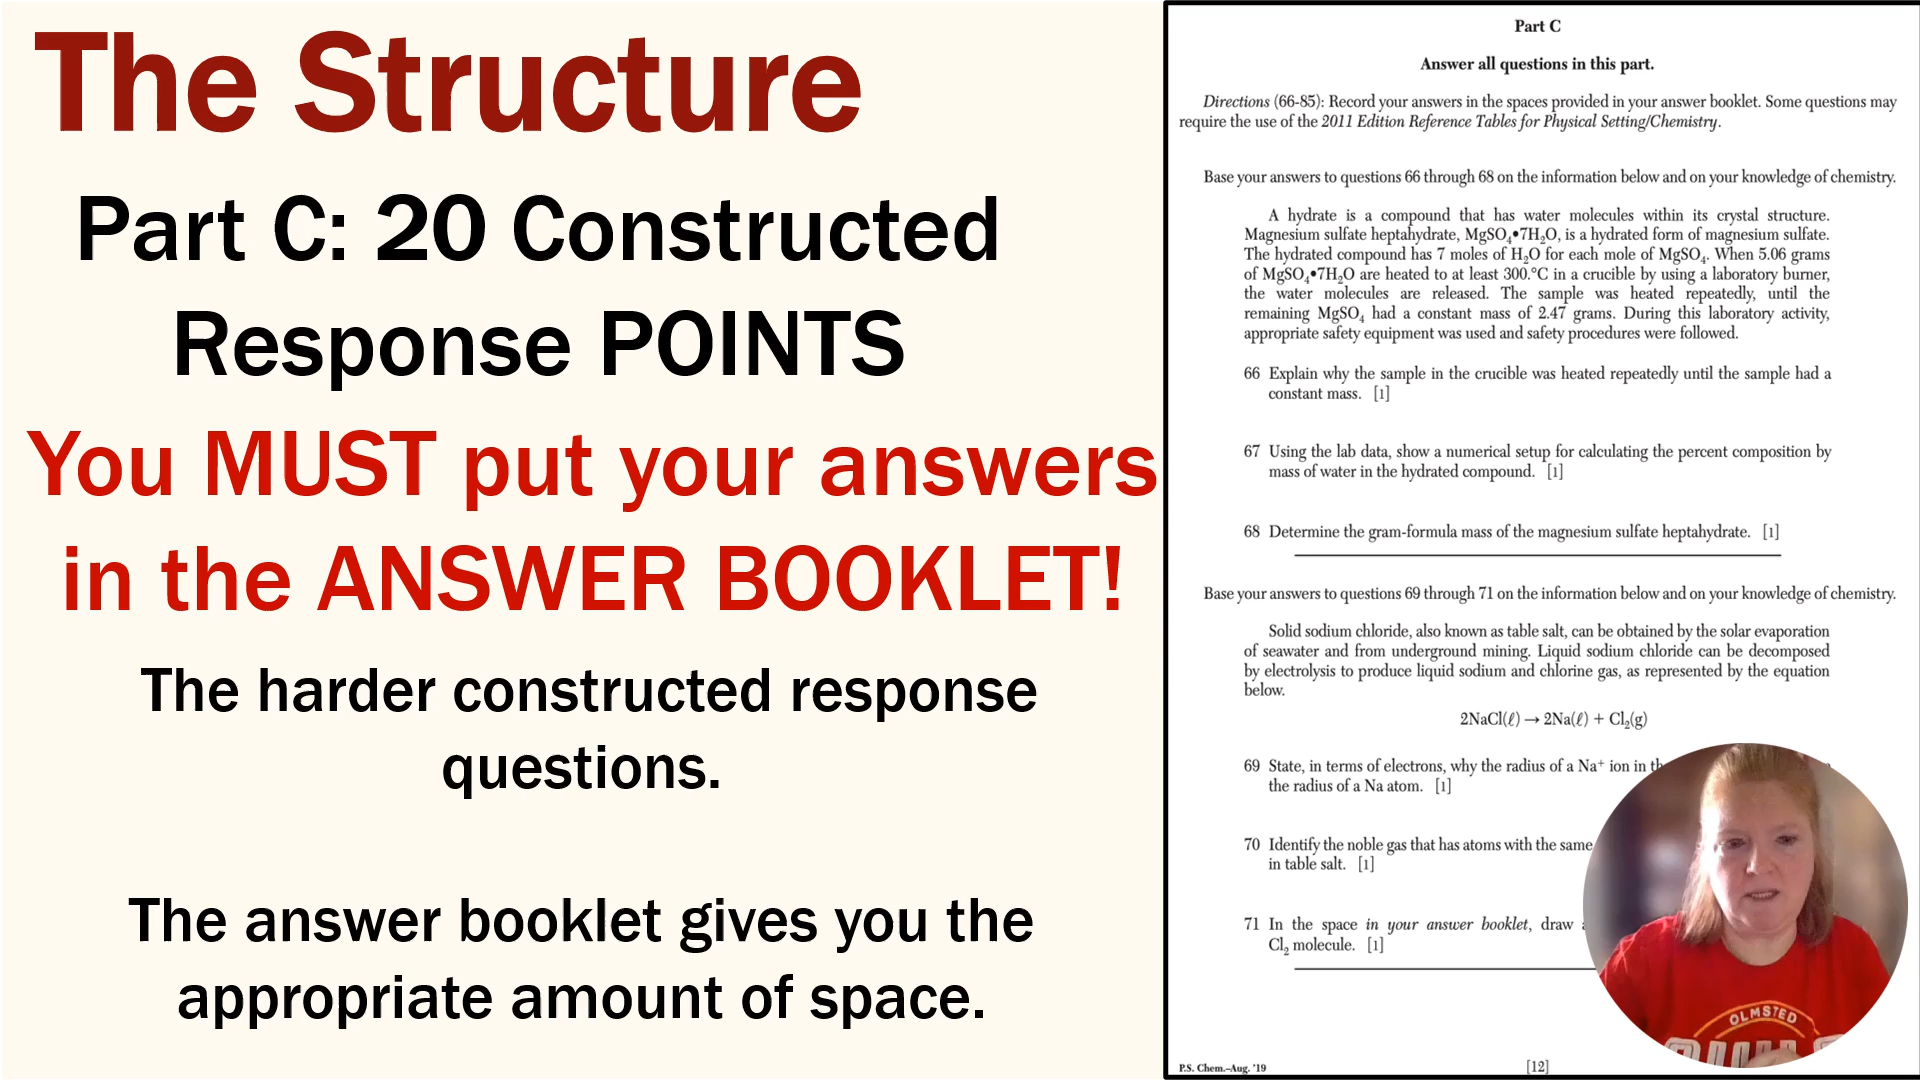 The Structure
Part C: 20 Constructed
Response POINTS
You MUST put your answers
in the ANSWER BOOKLET!
The harder constructed response
questions.
The answer booklet gives you the
appropriate amount of space.
Part C
Answer all questions in this part.
Directions (66-85): Record your answers in the spaces provided in your answer booklet. Some questions may
require the use of the 2011 Edition Reference Tables for Physical Setting/Chemistry.
Base your answers to questions 66 through 68 on the information below and on your knowledge of chemistry.
A hydrate is a compound that has water molecules within its crystal structure.
Magnesium sulfate heptahydrate, MgSO₄•7H₂O, is a hydrated form of magnesium sulfate.
The hydrated compound has 7 moles of H₂O for each mole of MgSO₄. When 5.06 grams
of MgSO₄•7H₂O are heated to at least 300.°C in a crucible by using a laboratory burner,
the water molecules are released. The sample was heated repeatedly, until the
remaining MgSO₄ had a constant mass of 2.47 grams. During this laboratory activity,
appropriate safety equipment was used and safety procedures were followed.
66 Explain why the sample in the crucible was heated repeatedly until the sample had a
constant mass. [1]
67 Using the lab data, show a numerical setup for calculating the percent composition by
mass of water in the hydrated compound. [1]
68 Determine the gram-formula mass of the magnesium sulfate heptahydrate. [1]
Base your answers to questions 69 through 71 on the information below and on your knowledge of chemistry.
Solid sodium chloride, also known as table salt, can be obtained by the solar evaporation
of seawater and from underground mining. Liquid sodium chloride can be decomposed
by electrolysis to produce liquid sodium and chlorine gas, as represented by the equation
below.
2NaCl(ℓ) → 2Na(ℓ) + Cl₂(g)
69 State, in terms of electrons, why the radius of a Na⁺ ion in
the radius of a Na atom. [1]
70 Identify the noble gas that has atoms with the same
in table salt. [1]
71 In the space in your answer booklet, draw
Cl₂ molecule. [1]
OLMSTED
P.S. Chem.–Aug. '19
[12]